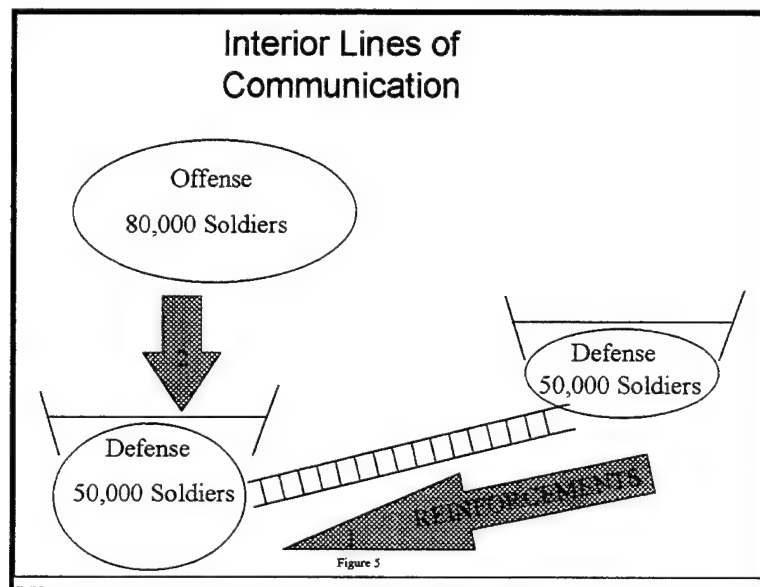 Interior Lines of
Communication
Offense
80,000 Soldiers
2
Defense
50,000 Soldiers
Defense
50,000 Soldiers
REINFORCEMENTS
1
Figure 5